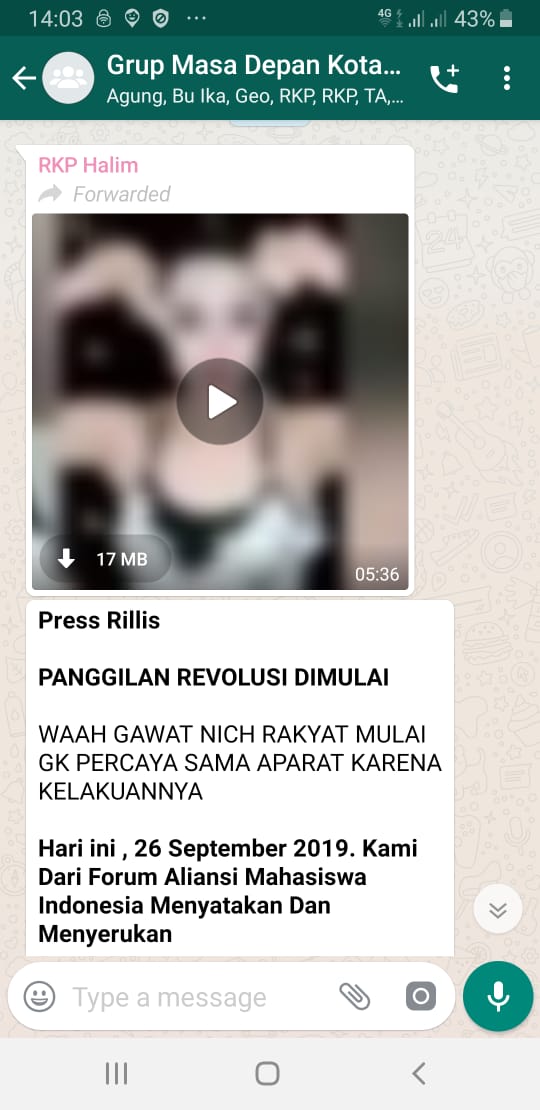 14:03
4G
43%
Grup Masa Depan Kota...
Agung, Bu Ika, Geo, RKP, RKP, TA,...
RKP Halim
Forwarded
17 MB
05:36
Press Rillis
PANGGILAN REVOLUSI DIMULAI
WAAH GAWAT NICH RAKYAT MULAI
GK PERCAYA SAMA APARAT KARENA
KELAKUANNYA
Hari ini , 26 September 2019. Kami
Dari Forum Aliansi Mahasiswa
Indonesia Menyatakan Dan
Menyerukan
Type a message